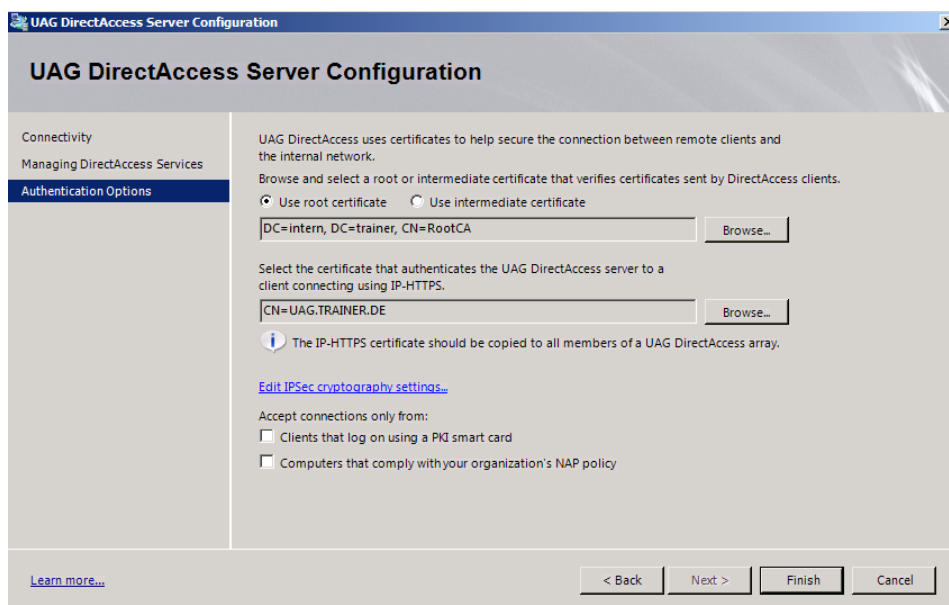 UAG DirectAccess Server Configuration
UAG DirectAccess Server Configuration
Connectivity
Managing DirectAccess Services
Authentication Options
UAG DirectAccess uses certificates to help secure the connection between remote clients and
the internal network.
Browse and select a root or intermediate certificate that verifies certificates sent by DirectAccess clients.
Use root certificate Use intermediate certificate
DC=intern, DC=trainer, CN=RootCA Browse...
Select the certificate that authenticates the UAG DirectAccess server to a
client connecting using IP-HTTPS.
CN=UAG.TRAINER.DE Browse...
The IP-HTTPS certificate should be copied to all members of a UAG DirectAccess array.
Edit IPSec cryptography settings...
Accept connections only from:
Clients that log on using a PKI smart card
Computers that comply with your organization's NAP policy
Learn more... < Back Next > Finish Cancel